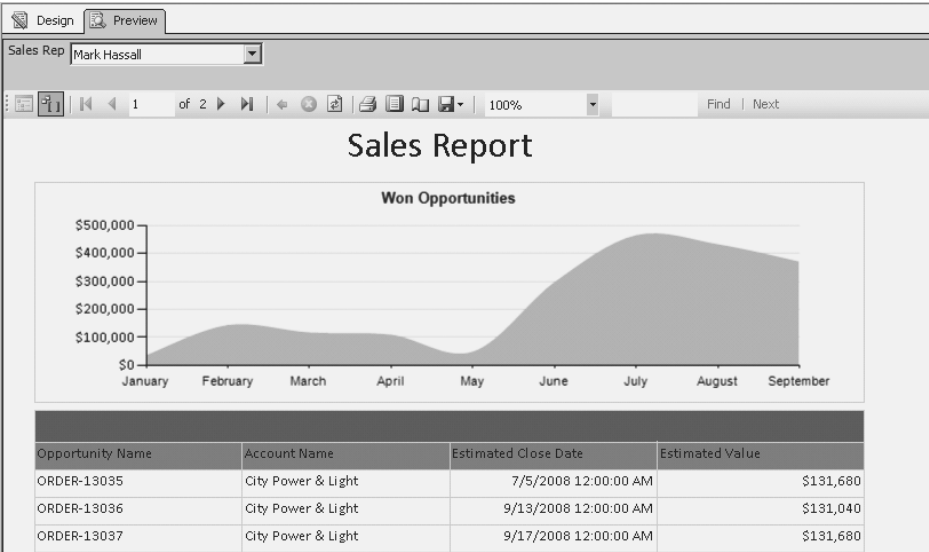 Design Preview
Sales Rep Mark Hassall
1 of 2 100% Find | Next
Sales Report
Won Opportunities
$500,000
$400,000
$300,000
$200,000
$100,000
$0
January February March April May June July August September
Opportunity Name Account Name Estimated Close Date Estimated Value
ORDER-13035 City Power & Light 7/5/2008 12:00:00 AM $131,680
ORDER-13036 City Power & Light 9/13/2008 12:00:00 AM $131,040
ORDER-13037 City Power & Light 9/17/2008 12:00:00 AM $131,680